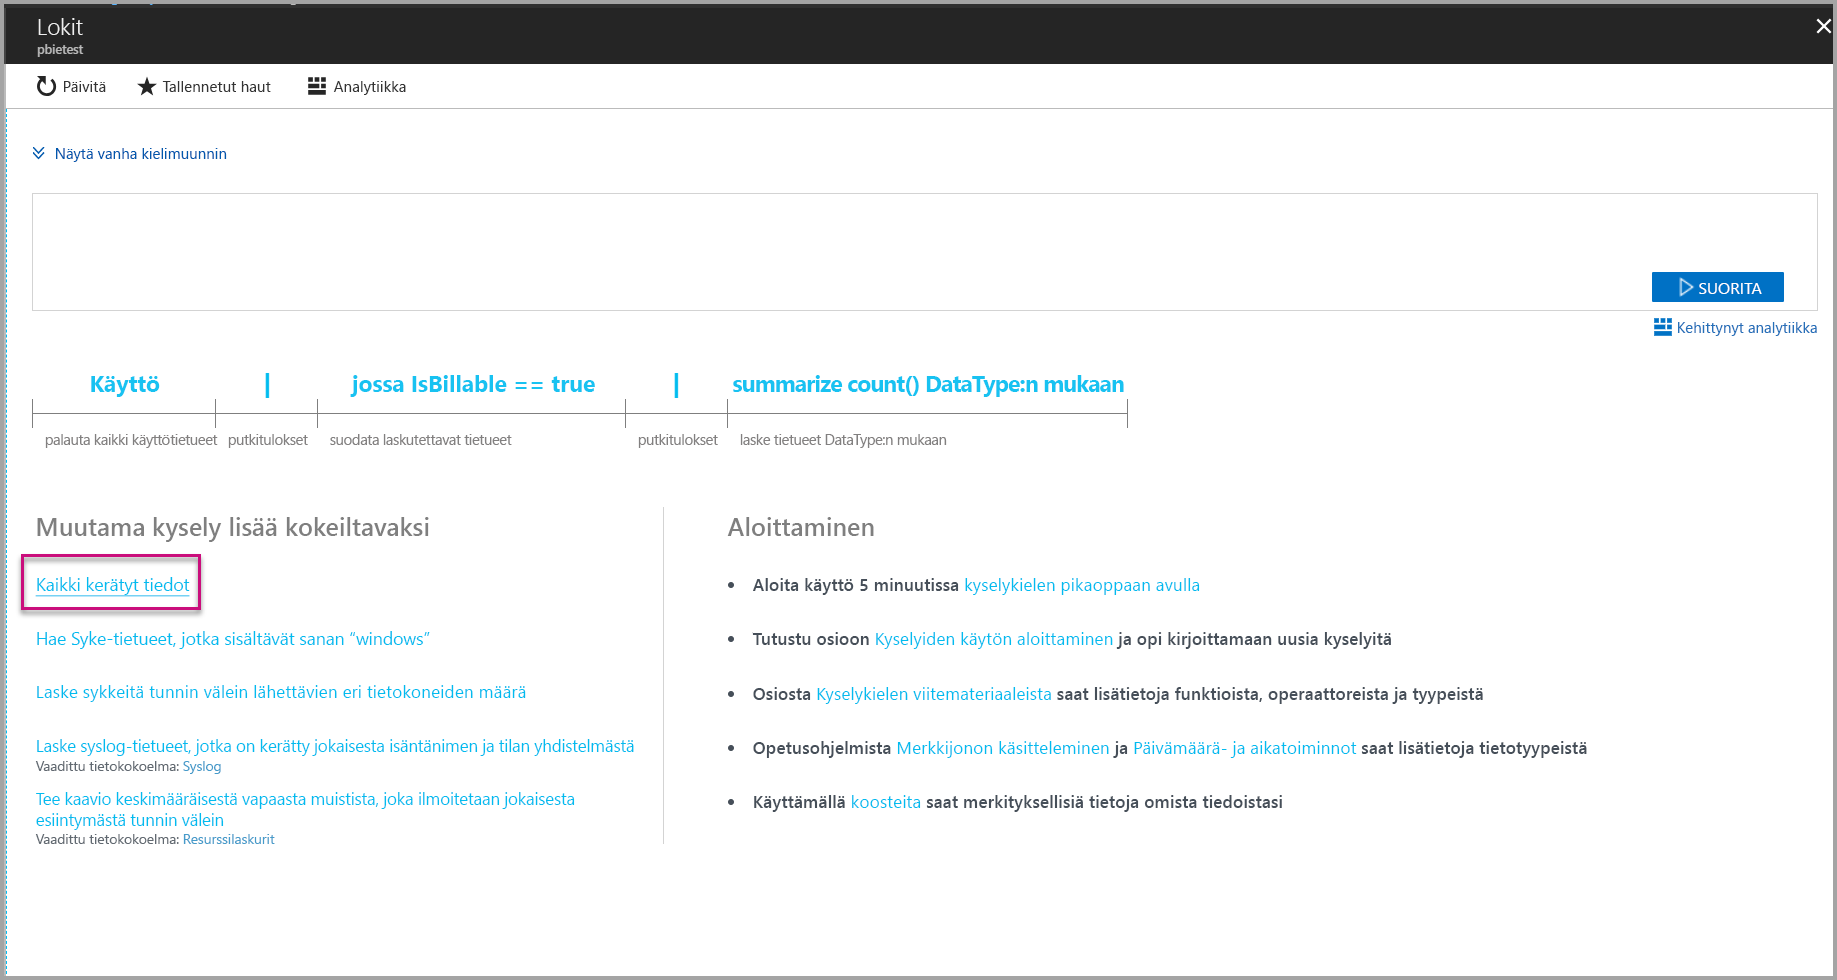 Lokit
pbietest
Päivitä
Tallennetut haut
Analytiikka
Näytä vanha kielimuunnin
SUORITA
Kehittynyt analytiikka
Käyttö | jossa IsBillable == true | summarize count() DataType:n mukaan
palauta kaikki käyttötietueet putkitulokset suodata laskutettavat tietueet putkitulokset laske tietueet DataType:n mukaan
Muutama kysely lisää kokeiltavaksi
Kaikki kerätyt tiedot
Hae Syke-tietueet, jotka sisältävät sanan “windows”
Laske sykkeitä tunnin välein lähettävien eri tietokoneiden määrä
Laske syslog-tietueet, jotka on kerätty jokaisesta isäntänimen ja tilan yhdistelmästä
Vaadittu tietokokoelma: Syslog
Tee kaavio keskimääräisestä vapaasta muistista, joka ilmoitetaan jokaisesta
esiintymästä tunnin välein
Vaadittu tietokokoelma: Resurssilaskurit
Aloittaminen
• Aloita käyttö 5 minuutissa kyselykielen pikaoppaan avulla
• Tutustu osioon Kyselyiden käytön aloittaminen ja opi kirjoittamaan uusia kyselyitä
• Osiosta Kyselykielen viitemateriaaleista saat lisätietoja funktioista, operaattoreista ja tyypeistä
• Opetusohjelmista Merkkijonon käsitteleminen ja Päivämäärä- ja aikatoiminnot saat lisätietoja tietotyypeistä
• Käyttämällä koosteita saat merkityksellisiä tietoja omista tiedoistasi